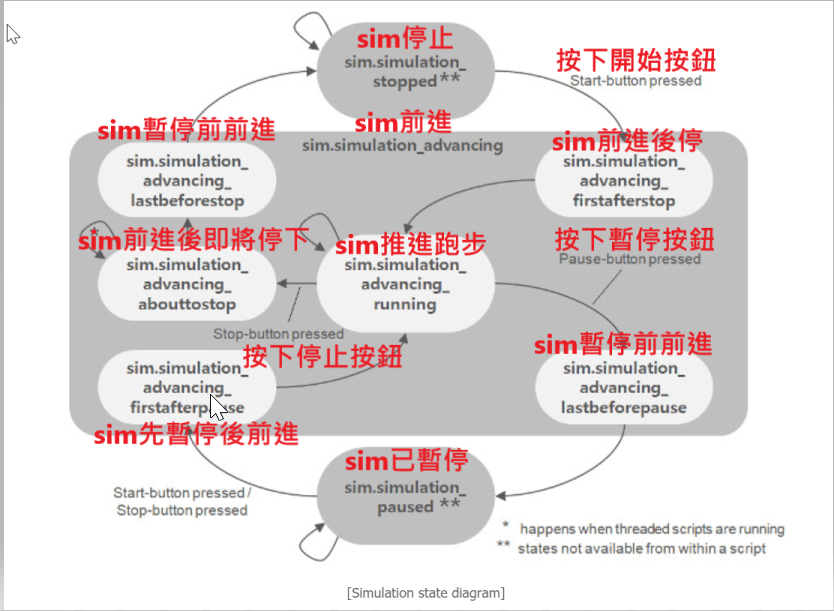 sim停止
sim.simulation_
stopped**
按下開始按鈕
Start-button pressed
sim前進
sim.simulation_advancing
sim暫停前前進
sim.simulation_
advancing_
lastbeforestop
sim前進後停
sim.simulation_
advancing_
firstafterstop
*
sim前進後即將停下
sim.simulation_
advancing_
abouttostop
sim推進跑步
sim.simulation_
advancing_
running
按下暫停按鈕
Pause-button pressed
Stop-button pressed
按下停止按鈕
sim.simulation_
advancing_
firstafterpause
sim先暫停後前進
sim暫停前前進
sim.simulation_
advancing_
lastbeforepause
sim已暫停
sim.simulation_
paused **
Start-button pressed /
Stop-button pressed
* happens when threaded scripts are running
** states not available from within a script
[Simulation state diagram]